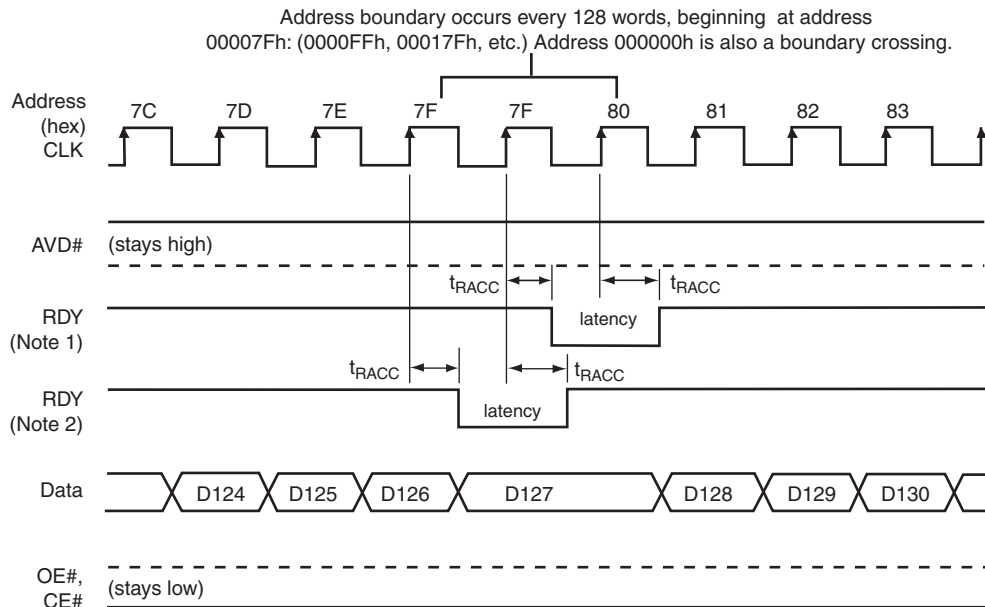 Address boundary occurs every 128 words, beginning at address
00007Fh: (0000FFh, 00017Fh, etc.) Address 000000h is also a boundary crossing.
Address
(hex)
CLK
7C 7D 7E 7F 7F 80 81 82 83
AVD# (stays high)
tRACC tRACC
RDY
(Note 1)
latency
tRACC tRACC
RDY
(Note 2)
latency
Data D124 D125 D126 D127 D128 D129 D130
OE#,
CE#
(stays low)